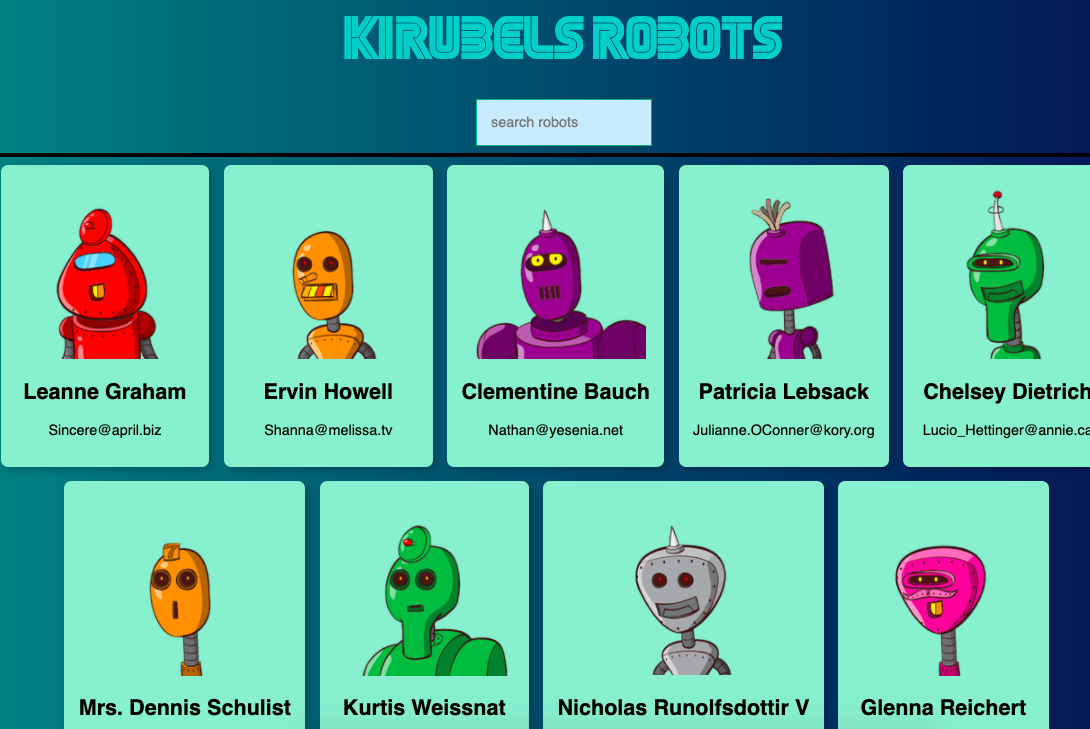 KIRUBELS ROBOTS
search robots
Leanne Graham
Ervin Howell
Clementine Bauch
Patricia Lebsack
Chelsey Dietrich
Sincere@april.biz
Shanna@melissa.tv
Nathan@yesenia.net
Julianne.OConner@kory.org
Lucio_Hettinger@annie.ca
7
Mrs. Dennis Schulist
Kurtis Weissnat
Nicholas Runolfsdottir V
Glenna Reichert